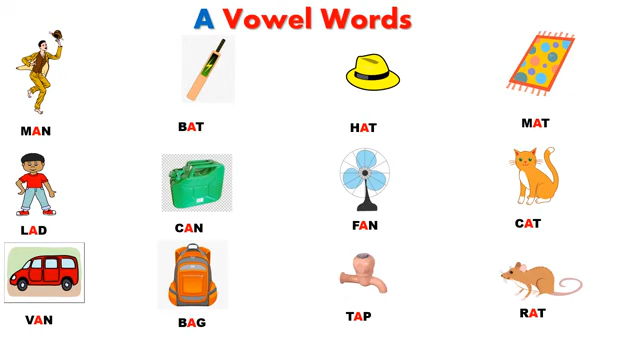 A Vowel Words
MAN
BAT
HAT
MAT
LAD
CAN
FAN
CAT
VAN
BAG
TAP
RAT